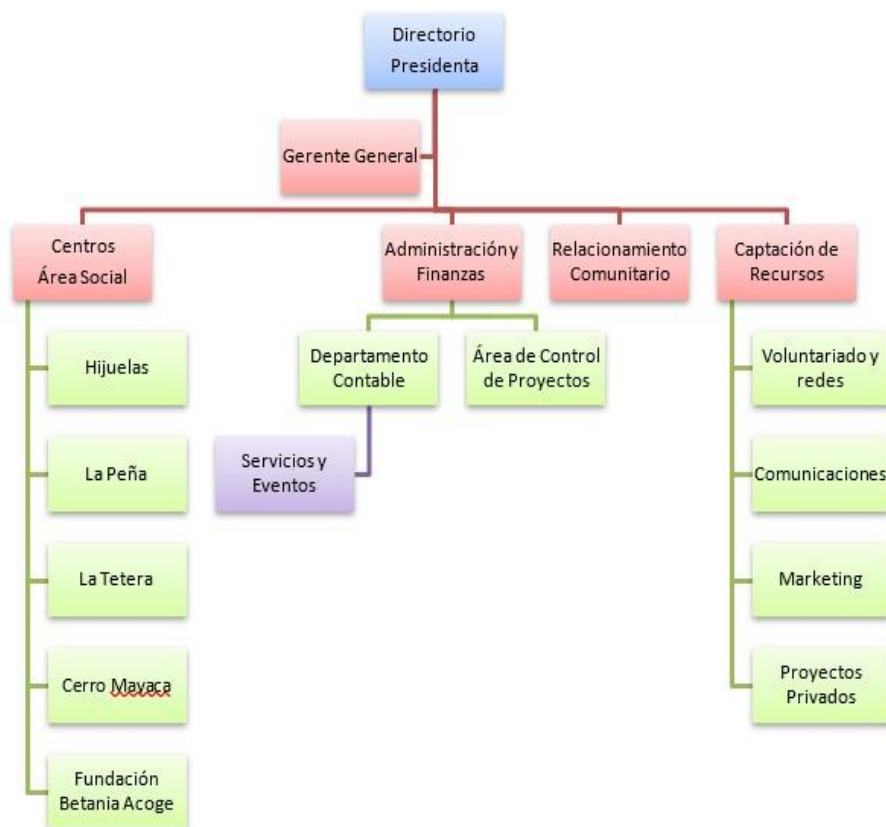 Directorio
Presidenta
Gerente General
Centros
Área Social
Administración y
Finanzas
Relacionamiento
Comunitario
Captación de
Recursos
Hijuelas
La Peña
La Tetera
Cerro Mayaca
Fundación
Betania Acoge
Departamento
Contable
Área de Control
de Proyectos
Servicios y
Eventos
Voluntariado y
redes
Comunicaciones
Marketing
Proyectos
Privados